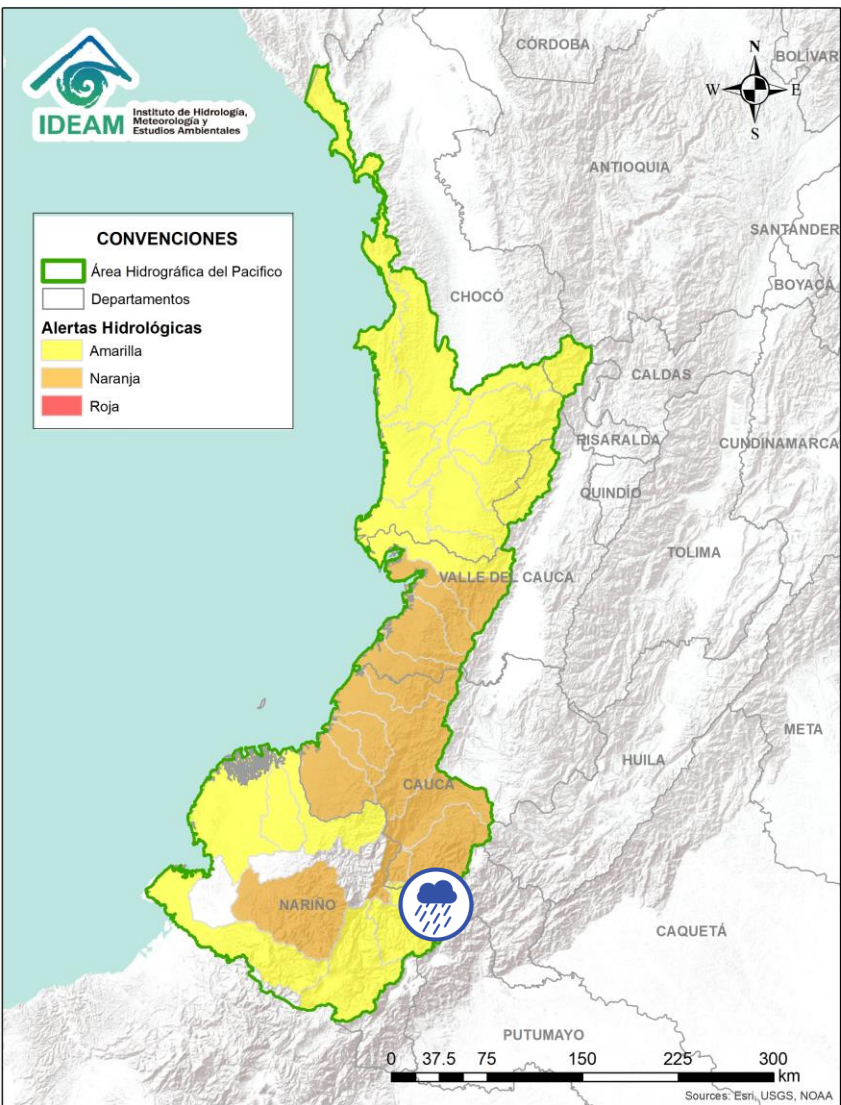 IDEAM
Instituto de Hidrología,
Meteorología y
Estudios Ambientales
CÓRDOBA
BOLÍVAR
N
W
E
S
ANTIOQUIA
SANTANDER
BOYACÁ
CONVENCIONES
Área Hidrográfica del Pacifico
Departamentos
Alertas Hidrológicas
Amarilla
Naranja
Roja
CHOCÓ
CALDAS
RISARALDA
CUNDINAMARCA
QUINDÍO
TOLIMA
VALLE DEL CAUCA
META
HUILA
CAUCA
NARIÑO
CAQUETÁ
PUTUMAYO
0 37.5 75 150 225 300
km
Sources: Esri, USGS, NOAA